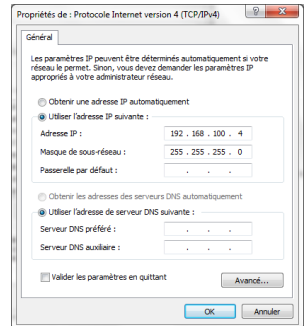 Propriétés de : Protocole Internet version 4 (TCP/IPv4)
Général
Les paramètres IP peuvent être déterminés automatiquement si votre
réseau le permet. Sinon, vous devez demander les paramètres IP
appropriés à votre administrateur réseau.
Obtenir une adresse IP automatiquement
Utiliser l'adresse IP suivante :
Adresse IP : 192 . 168 . 100 . 4
Masque de sous-réseau : 255 . 255 . 255 . 0
Passerelle par défaut : . . .
Obtenir les adresses des serveurs DNS automatiquement
Utiliser l'adresse de serveur DNS suivante :
Serveur DNS préféré : . . .
Serveur DNS auxiliaire : . . .
Valider les paramètres en quittant
Avancé...
OK Annuler